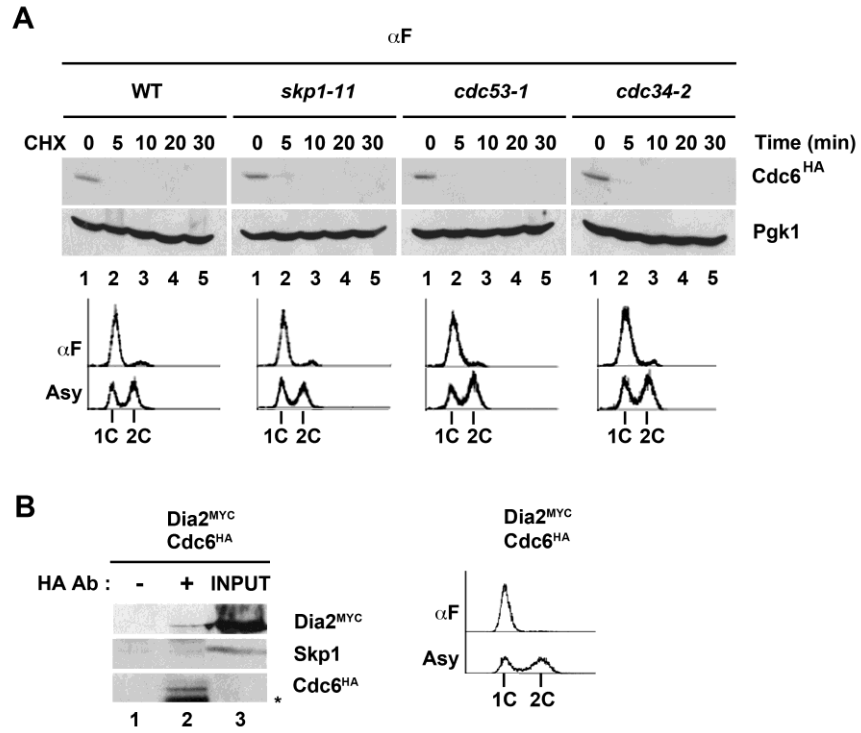 A
αF
WT skp1-11 cdc53-1 cdc34-2
CHX 0 5 10 20 30 0 5 10 20 30 0 5 10 20 30 0 5 10 20 30 Time (min)
Cdc6HA
Pgk1
1 2 3 4 5 1 2 3 4 5 1 2 3 4 5 1 2 3 4 5
αF
Asy
1C 2C 1C 2C 1C 2C 1C 2C
B
Dia2MYC
Cdc6HA
HA Ab : - + INPUT
Dia2MYC
Skp1
Cdc6HA
*
1 2 3
Dia2MYC
Cdc6HA
αF
Asy
1C 2C